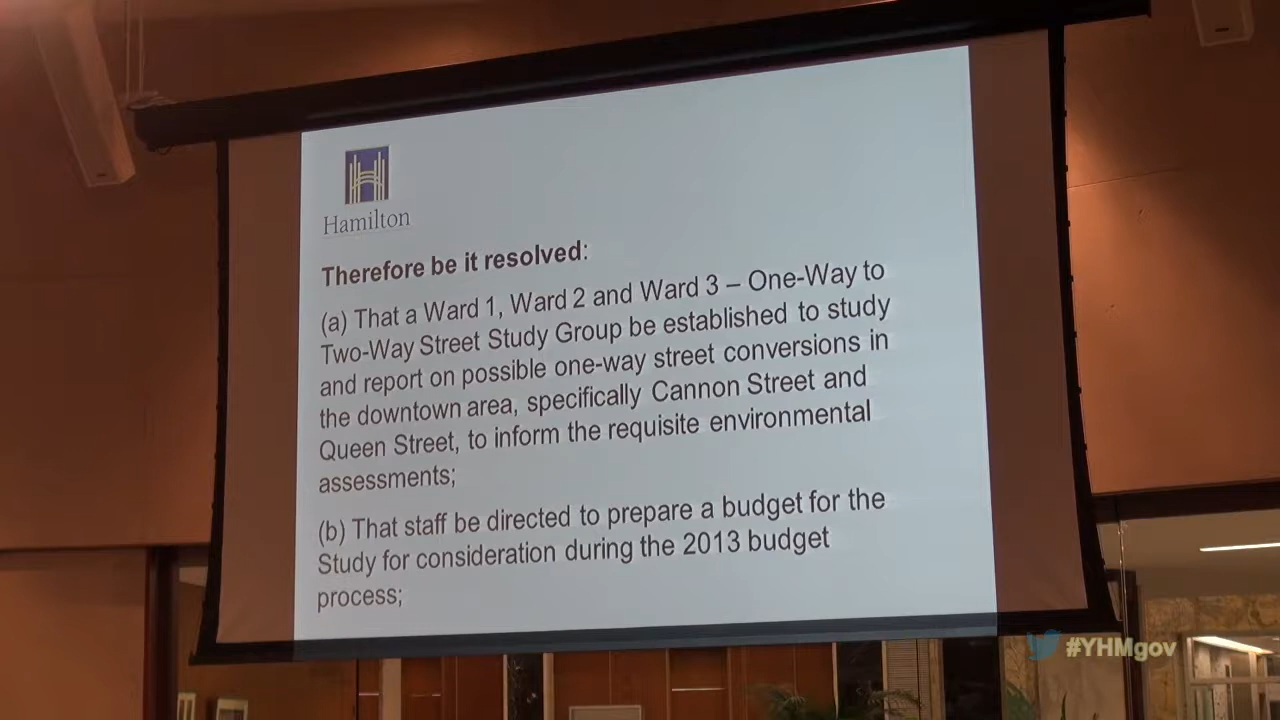 Hamilton
Therefore be it resolved:
(a) That a Ward 1, Ward 2 and Ward 3 – One-Way to
Two-Way Street Study Group be established to study
and report on possible one-way street conversions in
the downtown area, specifically Cannon Street and
Queen Street, to inform the requisite environmental
assessments;
(b) That staff be directed to prepare a budget for the
Study for consideration during the 2013 budget
process;
#YHMgov